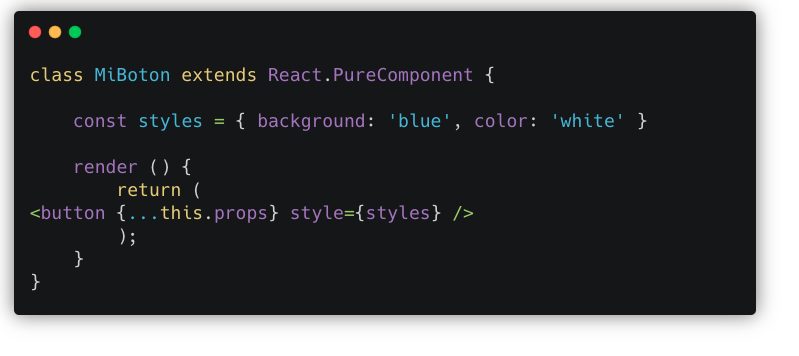 class MiBoton extends React.PureComponent {
const styles = { background: 'blue', color: 'white' }
render () {
return (
<button {...this.props} style={styles} />
);
}
}